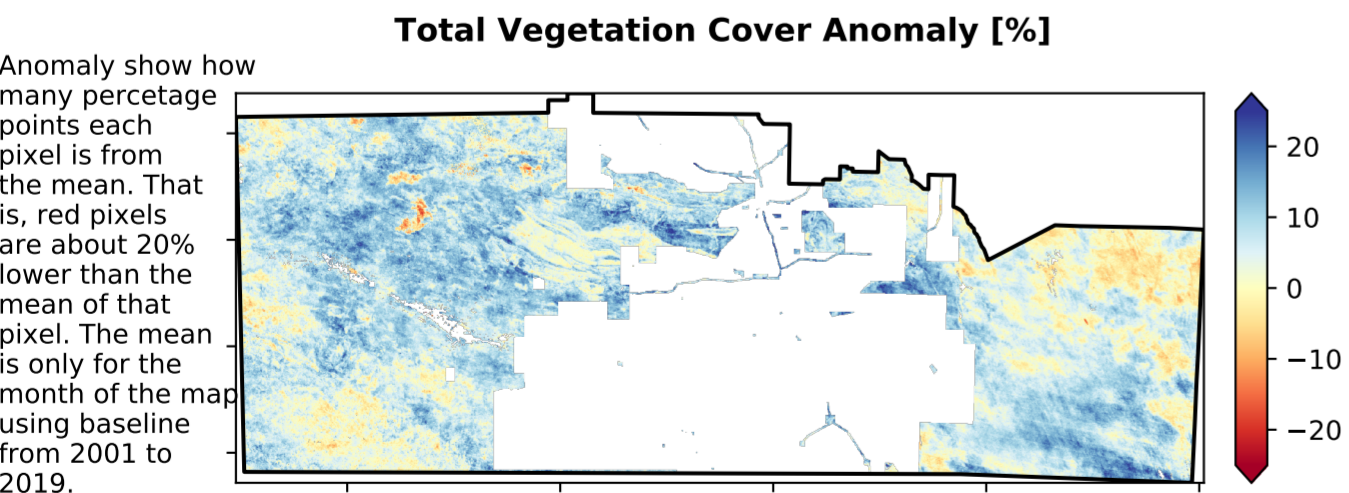 Total Vegetation Cover Anomaly [%]
Anomaly show how
many percetage
points each
pixel is from
the mean. That
is, red pixels
are about 20%
lower than the
mean of that
pixel. The mean
is only for the
month of the map
using baseline
from 2001 to
2019.
20
10
0
−10
−20